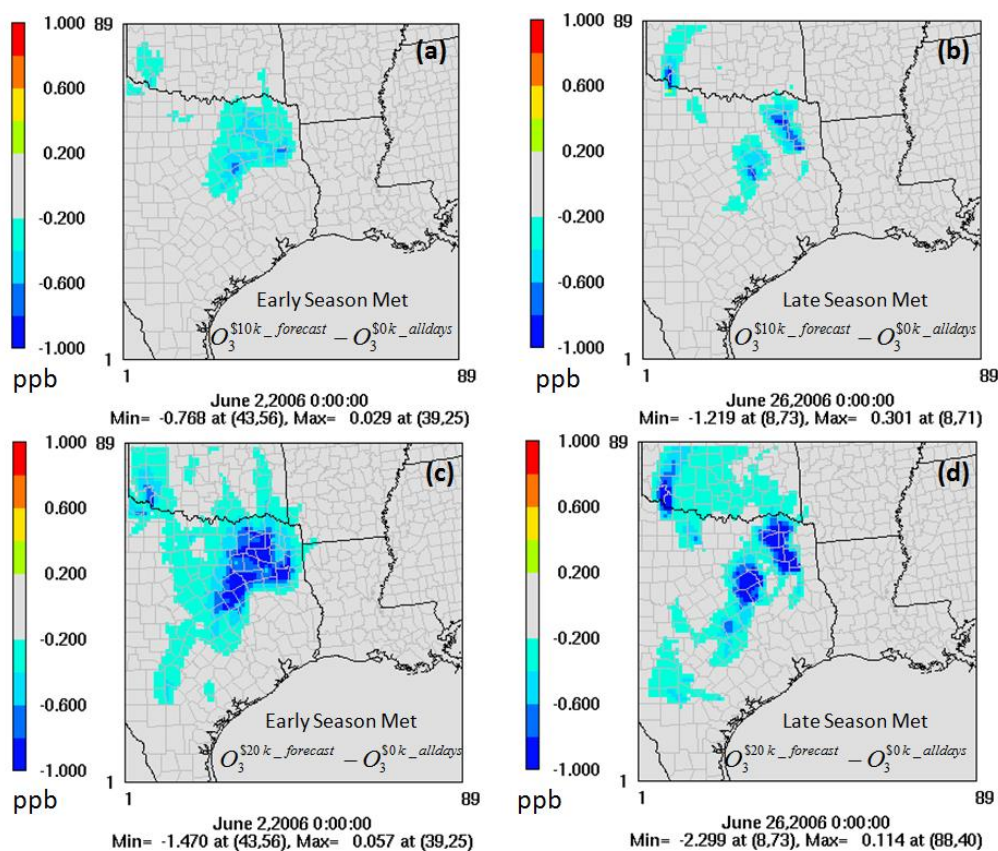 1.000
0.600
0.200
-0.200
-0.600
-1.000
ppb
89
1
1
89
(a)
Early Season Met
O₃^$10k_forecast − O₃^$0k_alldays
June 2,2006 0:00:00
Min= -0.768 at (43,56), Max= 0.029 at (39,25)
1.000
0.600
0.200
-0.200
-0.600
-1.000
ppb
89
1
1
89
(b)
Late Season Met
O₃^$10k_forecast − O₃^$0k_alldays
June 26,2006 0:00:00
Min= -1.219 at (8,73), Max= 0.301 at (8,71)
1.000
0.600
0.200
-0.200
-0.600
-1.000
ppb
89
1
1
89
(c)
Early Season Met
O₃^$20k_forecast − O₃^$0k_alldays
June 2,2006 0:00:00
Min= -1.470 at (43,56), Max= 0.057 at (39,25)
1.000
0.600
0.200
-0.200
-0.600
-1.000
ppb
89
1
1
89
(d)
Late Season Met
O₃^$20k_forecast − O₃^$0k_alldays
June 26,2006 0:00:00
Min= -2.299 at (8,73), Max= 0.114 at (88,40)